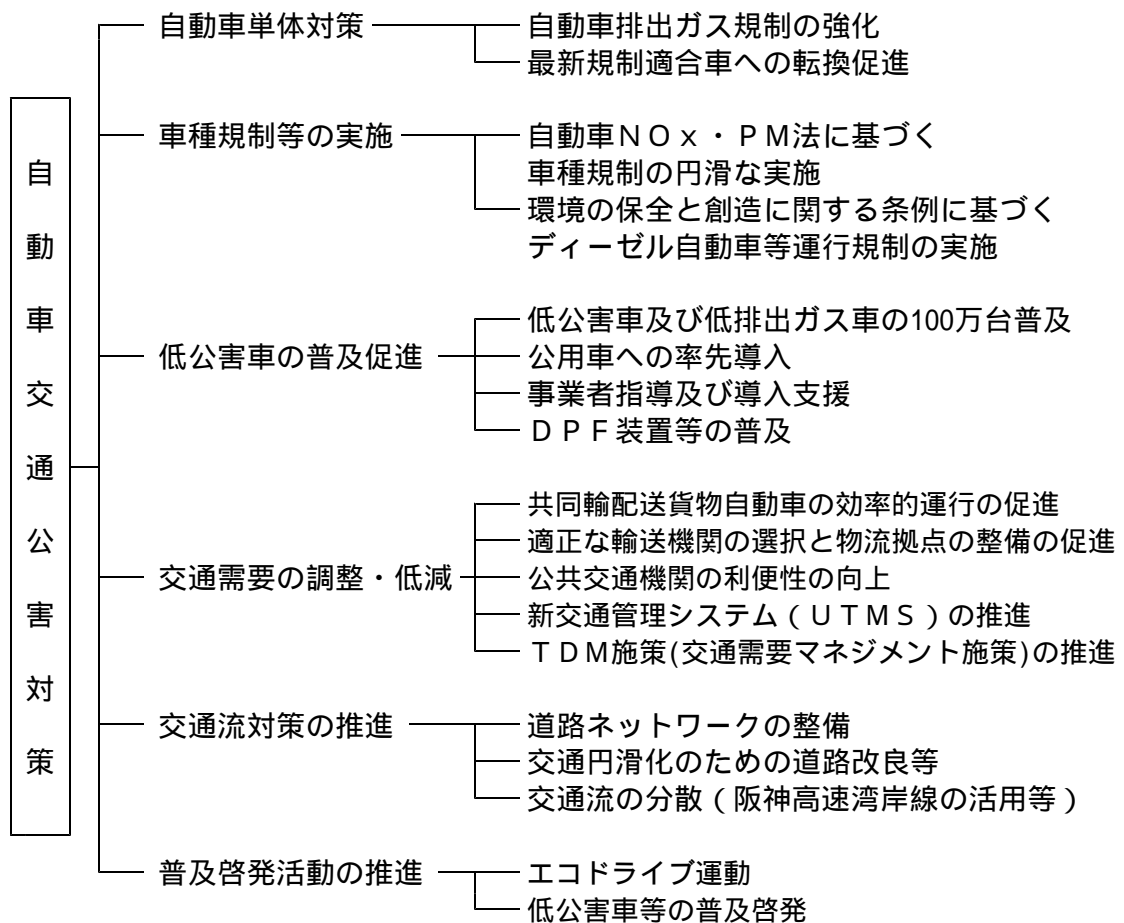 自動車交通公害対策
自動車単体対策
自動車排出ガス規制の強化
最新規制適合車への転換促進
車種規制等の実施
自動車ＮＯｘ・ＰＭ法に基づく
車種規制の円滑な実施
環境の保全と創造に関する条例に基づく
ディーゼル自動車等運行規制の実施
低公害車の普及促進
低公害車及び低排出ガス車の100万台普及
公用車への率先導入
事業者指導及び導入支援
ＤＰＦ装置等の普及
交通需要の調整・低減
共同輸配送貨物自動車の効率的運行の促進
適正な輸送機関の選択と物流拠点の整備の促進
公共交通機関の利便性の向上
新交通管理システム（ＵＴＭＳ）の推進
ＴＤＭ施策(交通需要マネジメント施策)の推進
交通流対策の推進
道路ネットワークの整備
交通円滑化のための道路改良等
交通流の分散（阪神高速湾岸線の活用等）
普及啓発活動の推進
エコドライブ運動
低公害車等の普及啓発